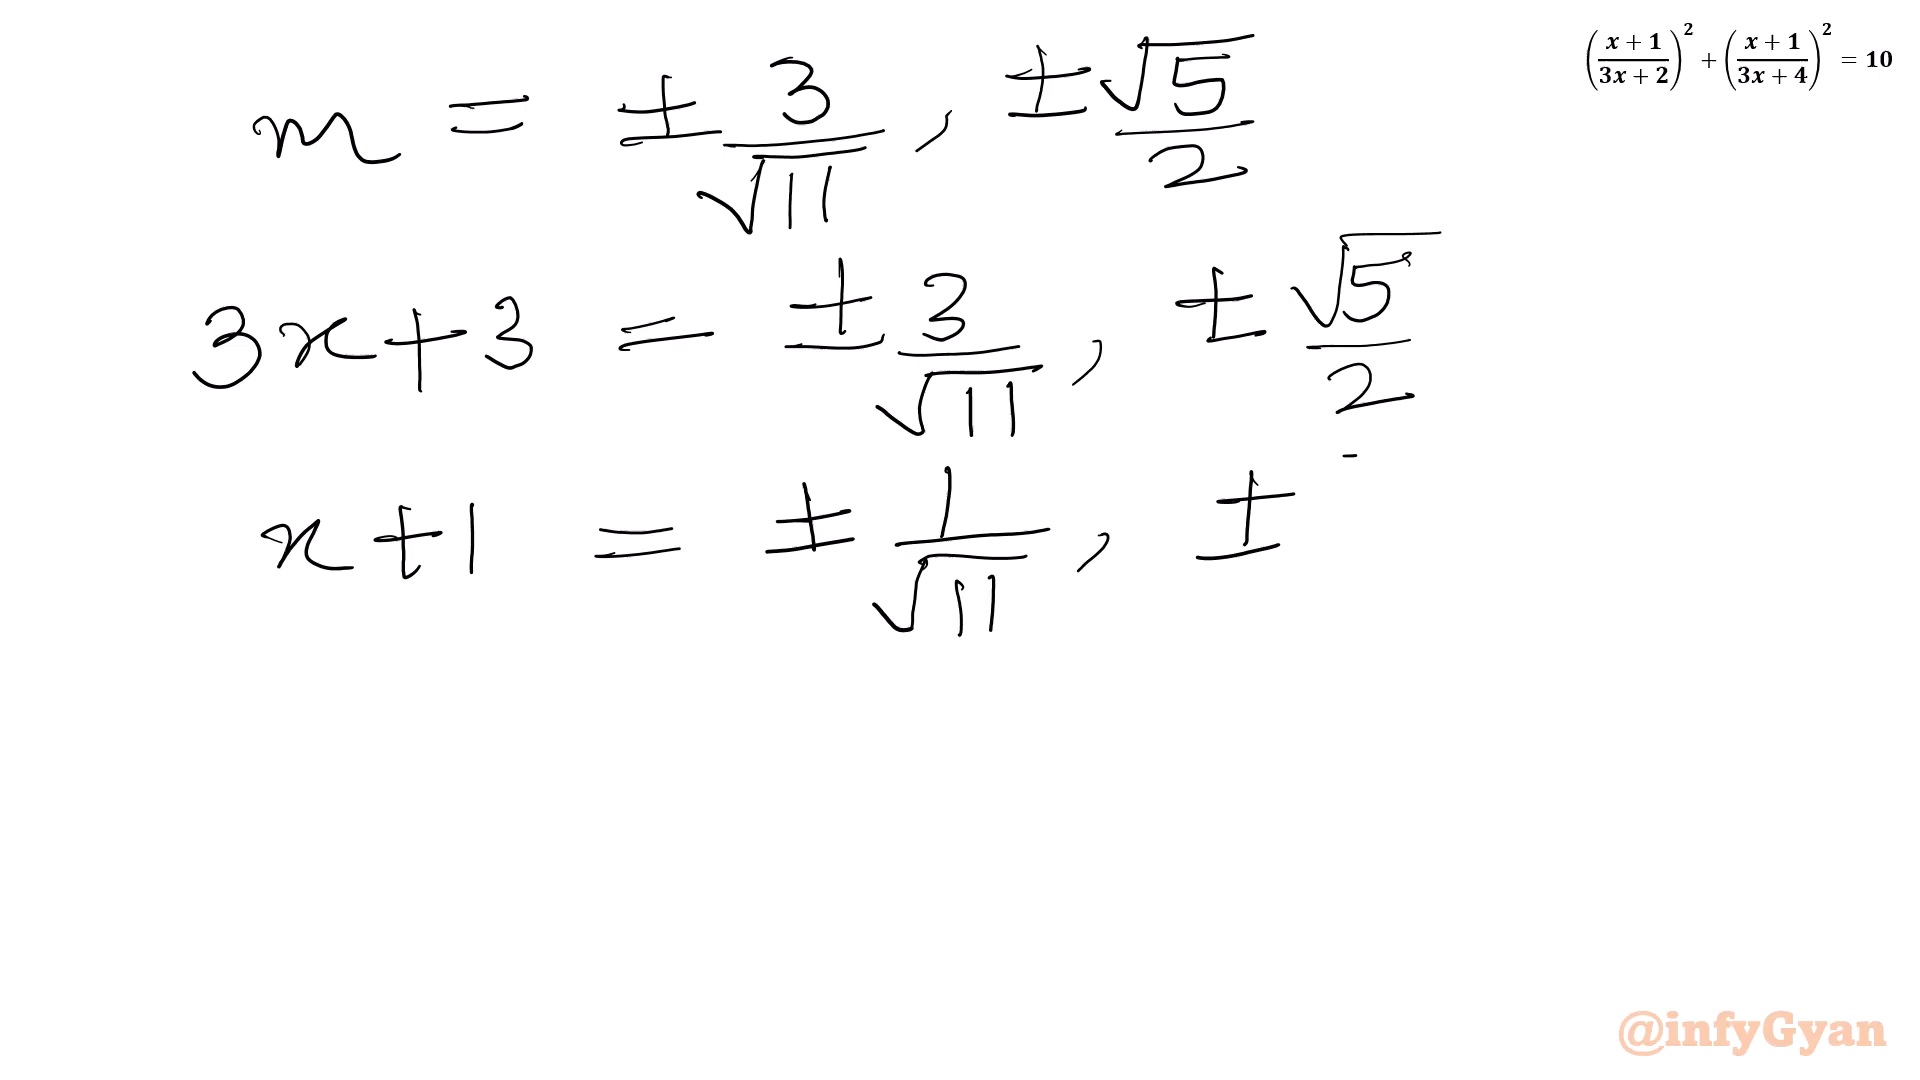 m = ± 3/√11 , ± √5/2
(x + 1 / 3x + 2)² + (x + 1 / 3x + 4)² = 10
3x + 3 = ± 3/√11 , ± √5/2
x + 1 = ± 1/√11 , ±
@infyGyan